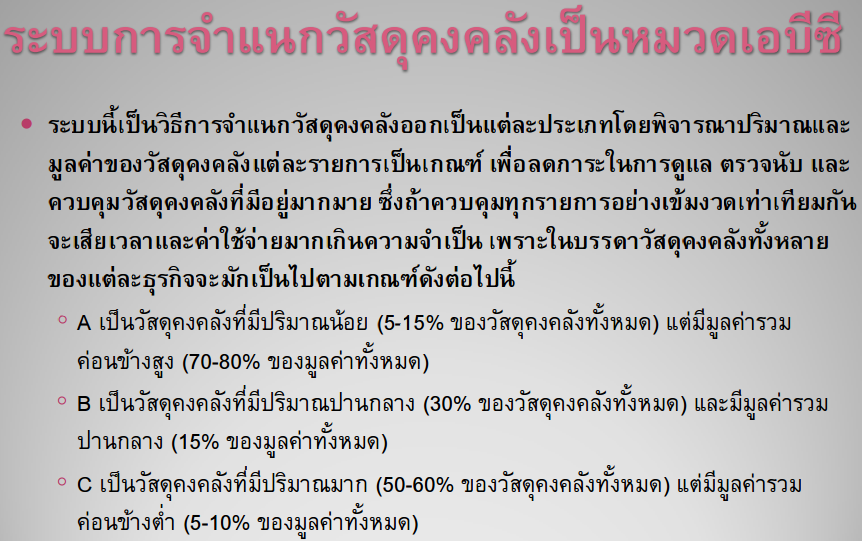 ระบบการจำแนกวัสดุคงคลังเป็นหมวดเอบีซี
ระบบนี้เป็นวิธีการจำแนกวัสดุคงคลังออกเป็นแต่ละประเภทโดยพิจารณาปริมาณและ
มูลค่าของวัสดุคงคลังแต่ละรายการเป็นเกณฑ์ เพื่อลดภาระในการดูแล ตรวจนับ และ
ควบคุมวัสดุคงคลังที่มีอยู่มากมาย ซึ่งถ้าควบคุมทุกรายการอย่างเข้มงวดเท่าเทียมกัน
จะเสียเวลาและค่าใช้จ่ายมากเกินความจำเป็น เพราะในบรรดาวัสดุคงคลังทั้งหลาย
ของแต่ละธุรกิจจะมักเป็นไปตามเกณฑ์ดังต่อไปนี้
A เป็นวัสดุคงคลังที่มีปริมาณน้อย (5-15% ของวัสดุคงคลังทั้งหมด) แต่มีมูลค่ารวม
ค่อนข้างสูง (70-80% ของมูลค่าทั้งหมด)
B เป็นวัสดุคงคลังที่มีปริมาณปานกลาง (30% ของวัสดุคงคลังทั้งหมด) และมีมูลค่ารวม
ปานกลาง (15% ของมูลค่าทั้งหมด)
C เป็นวัสดุคงคลังที่มีปริมาณมาก (50-60% ของวัสดุคงคลังทั้งหมด) แต่มีมูลค่ารวม
ค่อนข้างต่ำ (5-10% ของมูลค่าทั้งหมด)